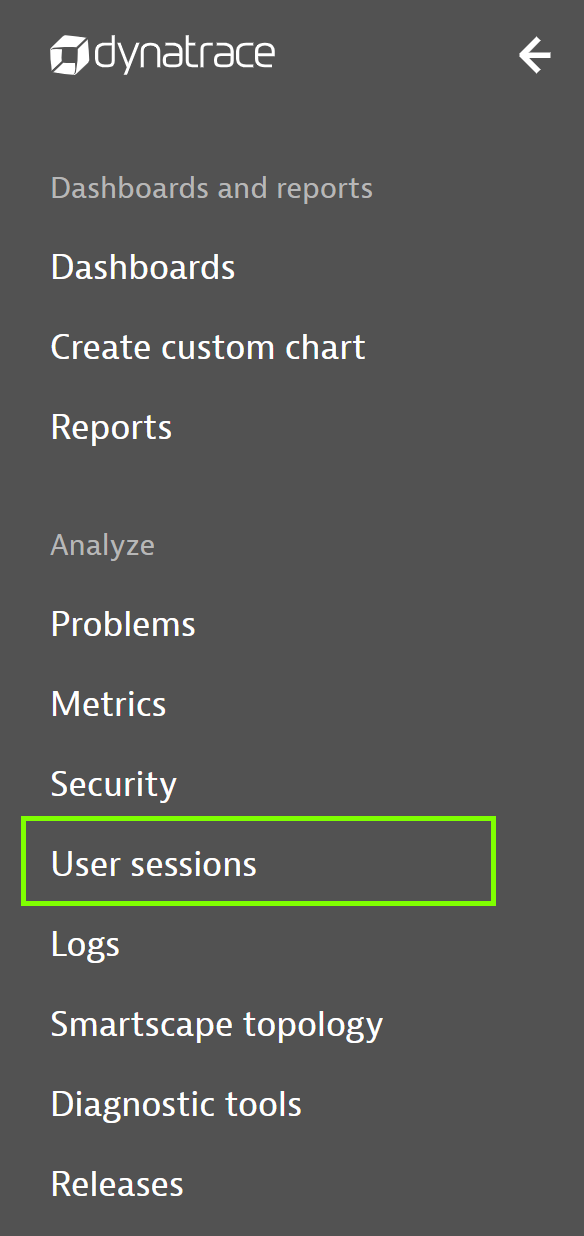 dynatrace
Dashboards and reports
Dashboards
Create custom chart
Reports
Analyze
Problems
Metrics
Security
User sessions
Logs
Smartscape topology
Diagnostic tools
Releases